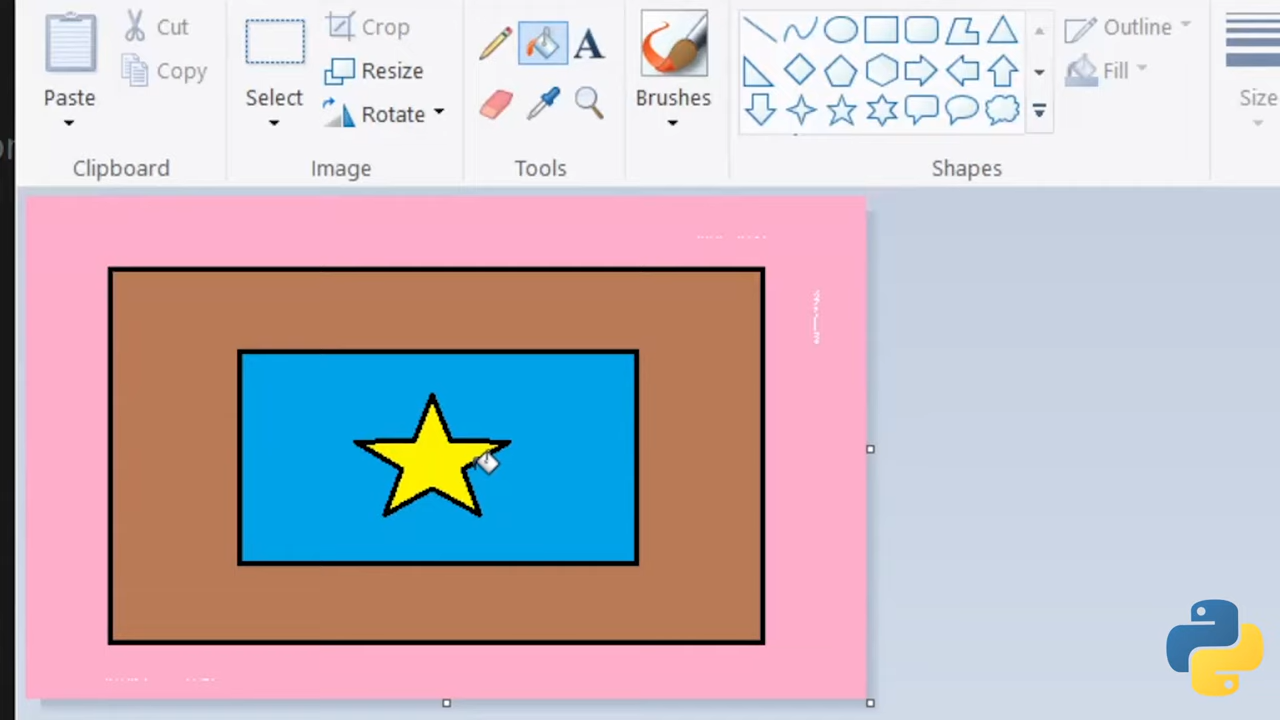 Cut
Crop
Outline
Copy
Resize
Fill
Paste
Select
Rotate
Brushes
Size
Clipboard
Image
Tools
Shapes